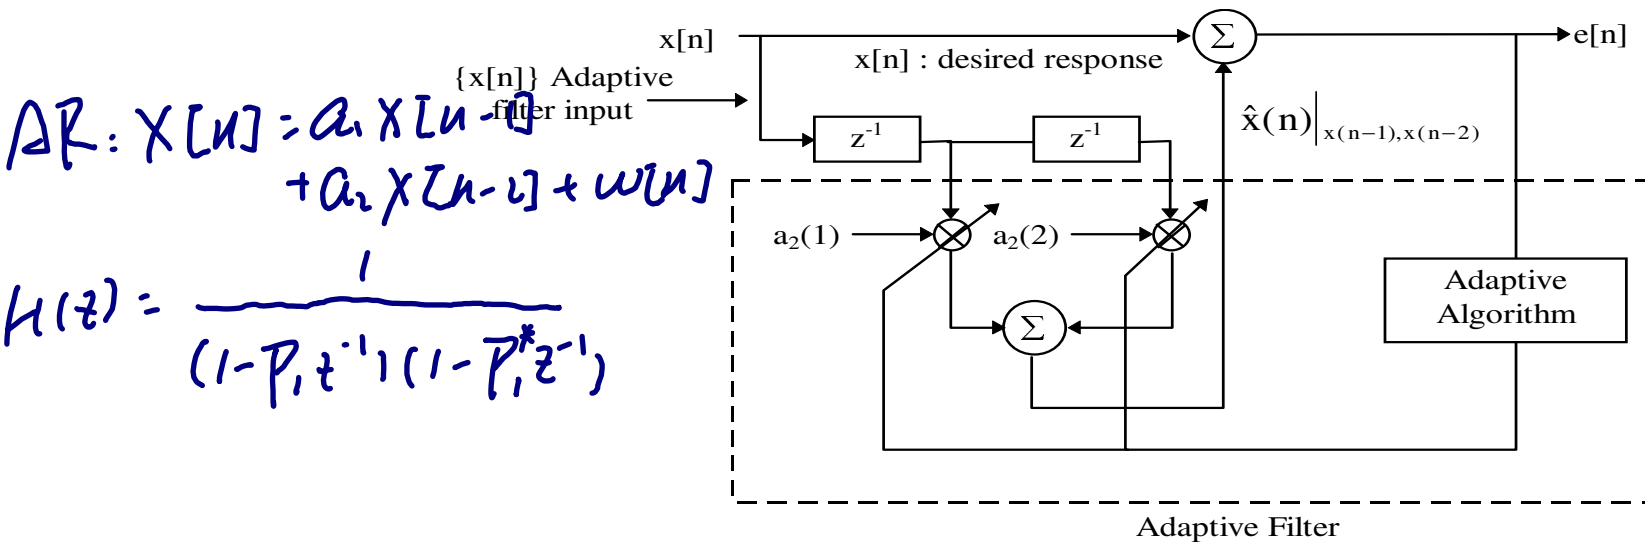 x[n]
Σ
e[n]
x[n] : desired response
{x[n]} Adaptive
filter input
AR: X[n] = a₁ X[n-1]
+ a₂ X[n-2] + w[n]
z⁻¹
z⁻¹
x̂(n)|ₓ₍ₙ₋₁₎,ₓ₍ₙ₋₂₎
a₂(1)
a₂(2)
H(z) = 1 / (1-P₁z⁻¹)(1-P₁*z⁻¹)
Σ
Adaptive
Algorithm
Adaptive Filter